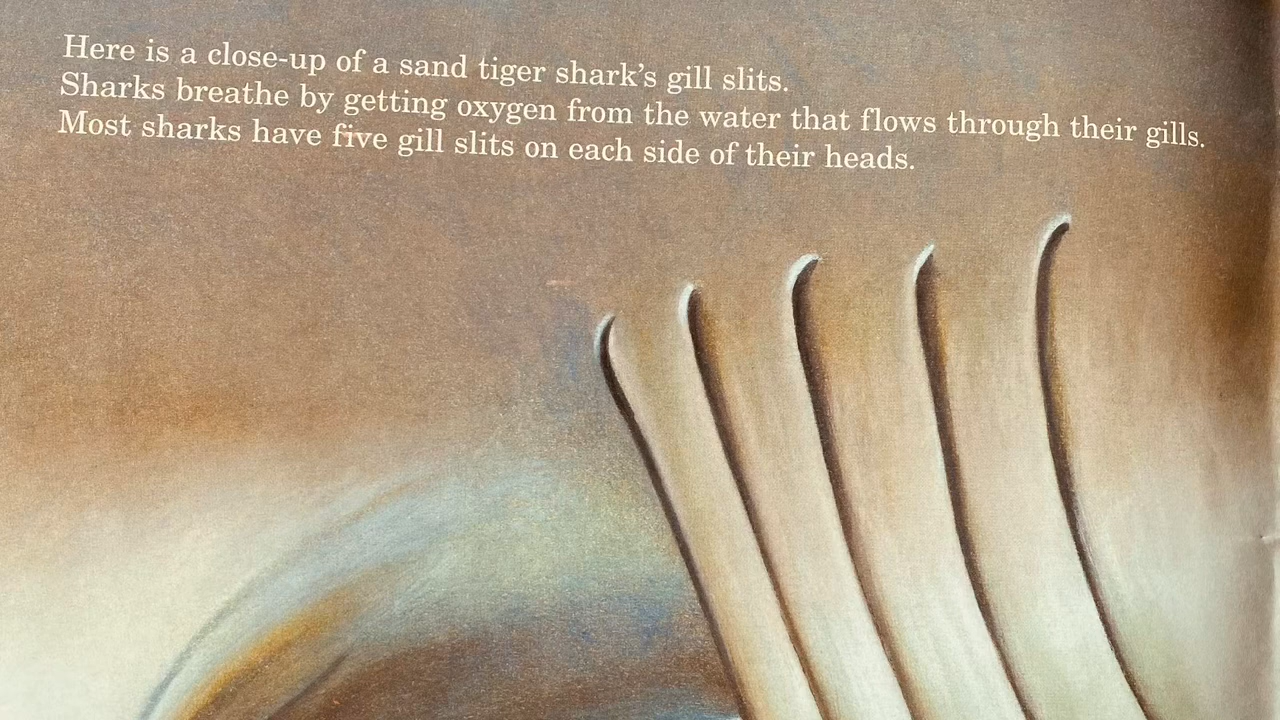 Here is a close-up of a sand tiger shark's gill slits.
Sharks breathe by getting oxygen from the water that flows through their gills.
Most sharks have five gill slits on each side of their heads.